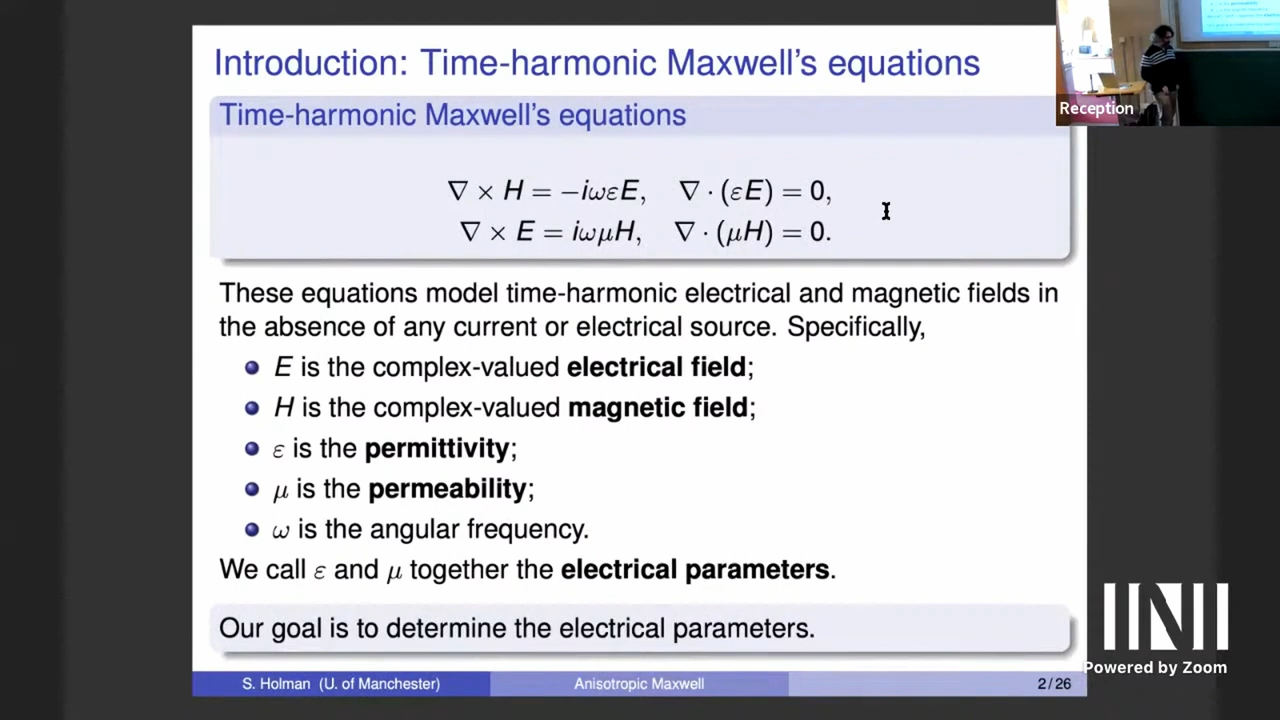 Introduction: Time-harmonic Maxwell's equations
Reception
Time-harmonic Maxwell's equations
∇ × H = −iωεE, ∇ · (εE) = 0,
∇ × E = iωμH, ∇ · (μH) = 0.
These equations model time-harmonic electrical and magnetic fields in
the absence of any current or electrical source. Specifically,
E is the complex-valued electrical field;
H is the complex-valued magnetic field;
ε is the permittivity;
μ is the permeability;
ω is the angular frequency.
We call ε and μ together the electrical parameters.
Our goal is to determine the electrical parameters.
Powered by Zoom
S. Holman (U. of Manchester) Anisotropic Maxwell 2 / 26